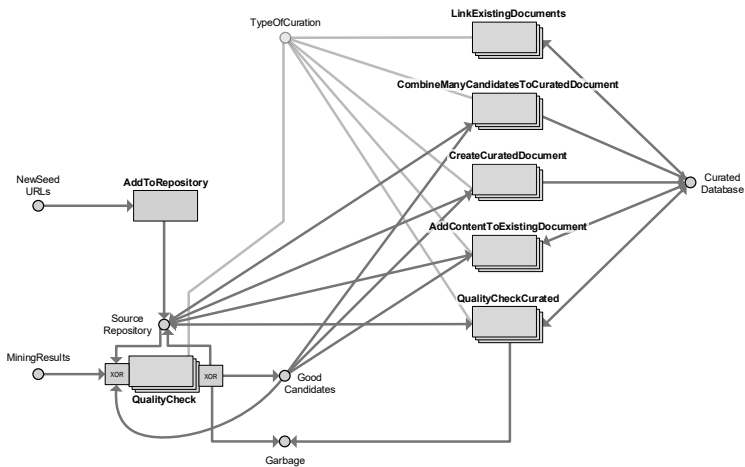 LinkExistingDocuments
TypeOfCuration
CombineManyCandidatesToCuratedDocument
CreateCuratedDocument
NewSeed
URLs
AddToRepository
Curated
Database
AddContentToExistingDocument
QualityCheckCurated
Source
Repository
MiningResults
XOR
XOR
Good
Candidates
QualityCheck
Garbage